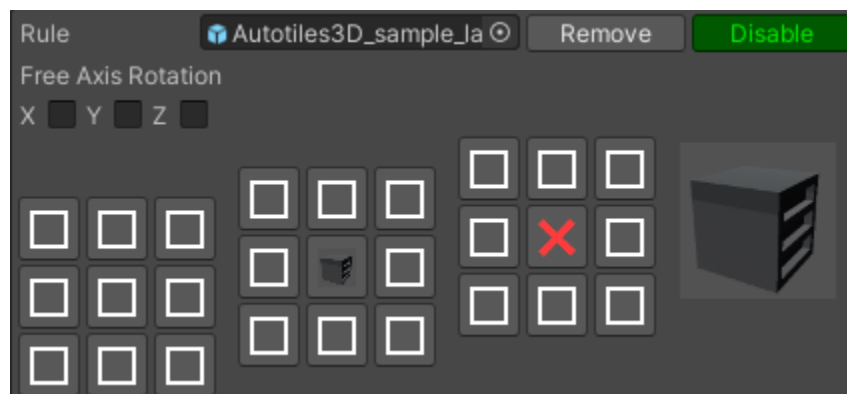 Rule Autotiles3D_sample_la Remove Disable
Free Axis Rotation
X Y Z